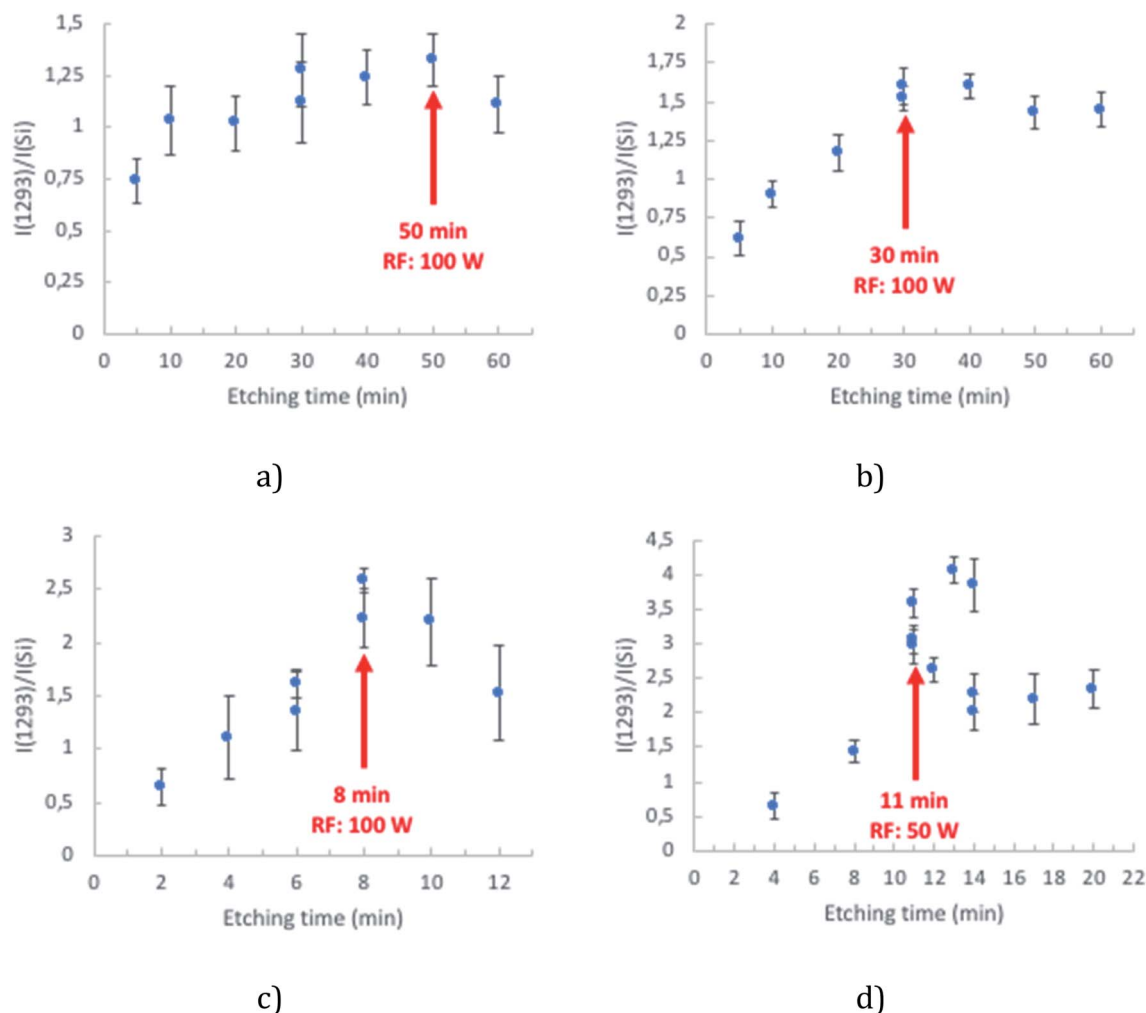 1,5
1,25
1
0,75
0,5
0,25
0
I(1293)/I(Si)
0 10 20 30 40 50 60
Etching time (min)
50 min
RF: 100 W
a)
2
1,75
1,5
1,25
1
0,75
0,5
0,25
0
I(1293)/I(Si)
0 10 20 30 40 50 60
Etching time (min)
30 min
RF: 100 W
b)
3
2,5
2
1,5
1
0,5
0
I(1293)/I(Si)
0 2 4 6 8 10 12
Etching time (min)
8 min
RF: 100 W
c)
4,5
4
3,5
3
2,5
2
1,5
1
0,5
0
I(1293)/I(Si)
0 2 4 6 8 10 12 14 16 18 20 22
Etching time (min)
11 min
RF: 50 W
d)